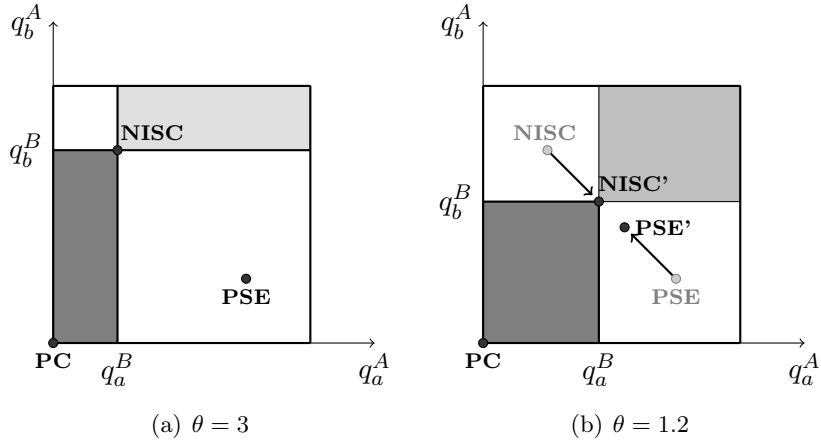 q_b^A
NISC
q_b^B
PSE
PC
q_a^B
q_a^A
(a) θ = 3
q_b^A
NISC
NISC’
q_b^B
PSE’
PSE
PC
q_a^B
q_a^A
(b) θ = 1.2